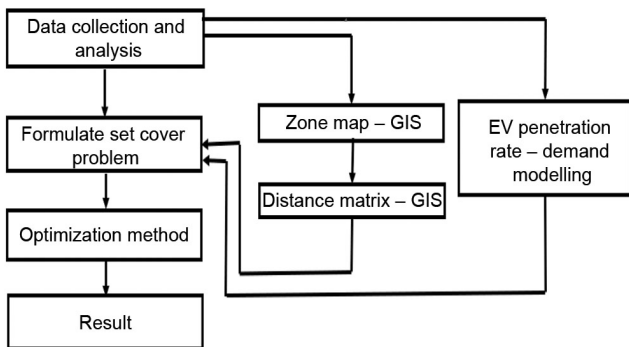 Data collection and
analysis
Formulate set cover
problem
Optimization method
Result
Zone map – GIS
Distance matrix – GIS
EV penetration
rate – demand
modelling